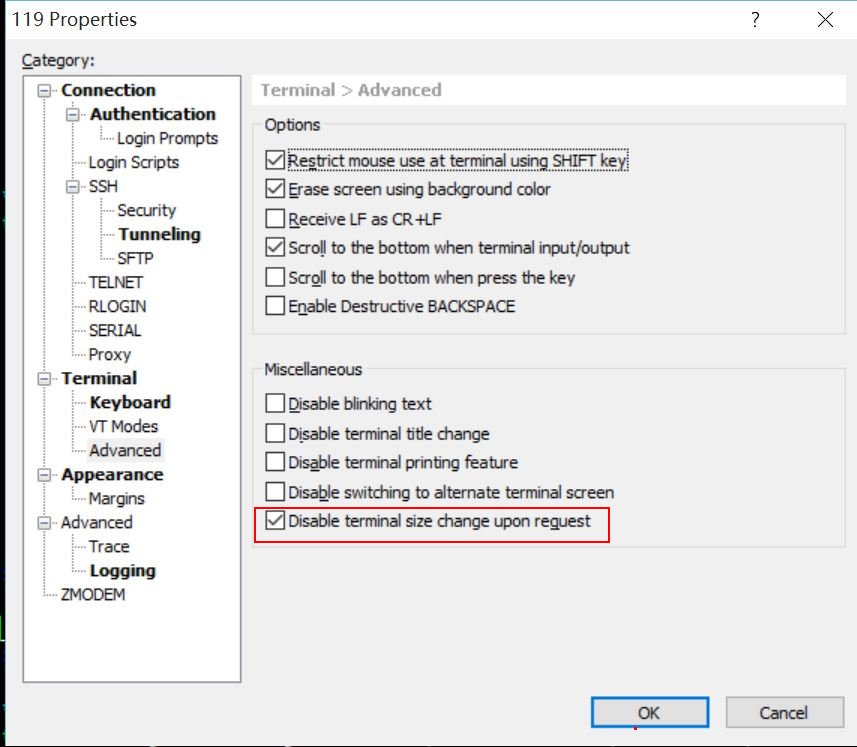 119 Properties
?
Category:
Connection
Authentication
Login Prompts
Login Scripts
SSH
Security
Tunneling
SFTP
TELNET
RLOGIN
SERIAL
Proxy
Terminal
Keyboard
VT Modes
Advanced
Appearance
Margins
Advanced
Trace
Logging
ZMODEM
Terminal > Advanced
Options
Restrict mouse use at terminal using SHIFT key
Erase screen using background color
Receive LF as CR+LF
Scroll to the bottom when terminal input/output
Scroll to the bottom when press the key
Enable Destructive BACKSPACE
Miscellaneous
Disable blinking text
Disable terminal title change
Disable terminal printing feature
Disable switching to alternate terminal screen
Disable terminal size change upon request
OK
Cancel